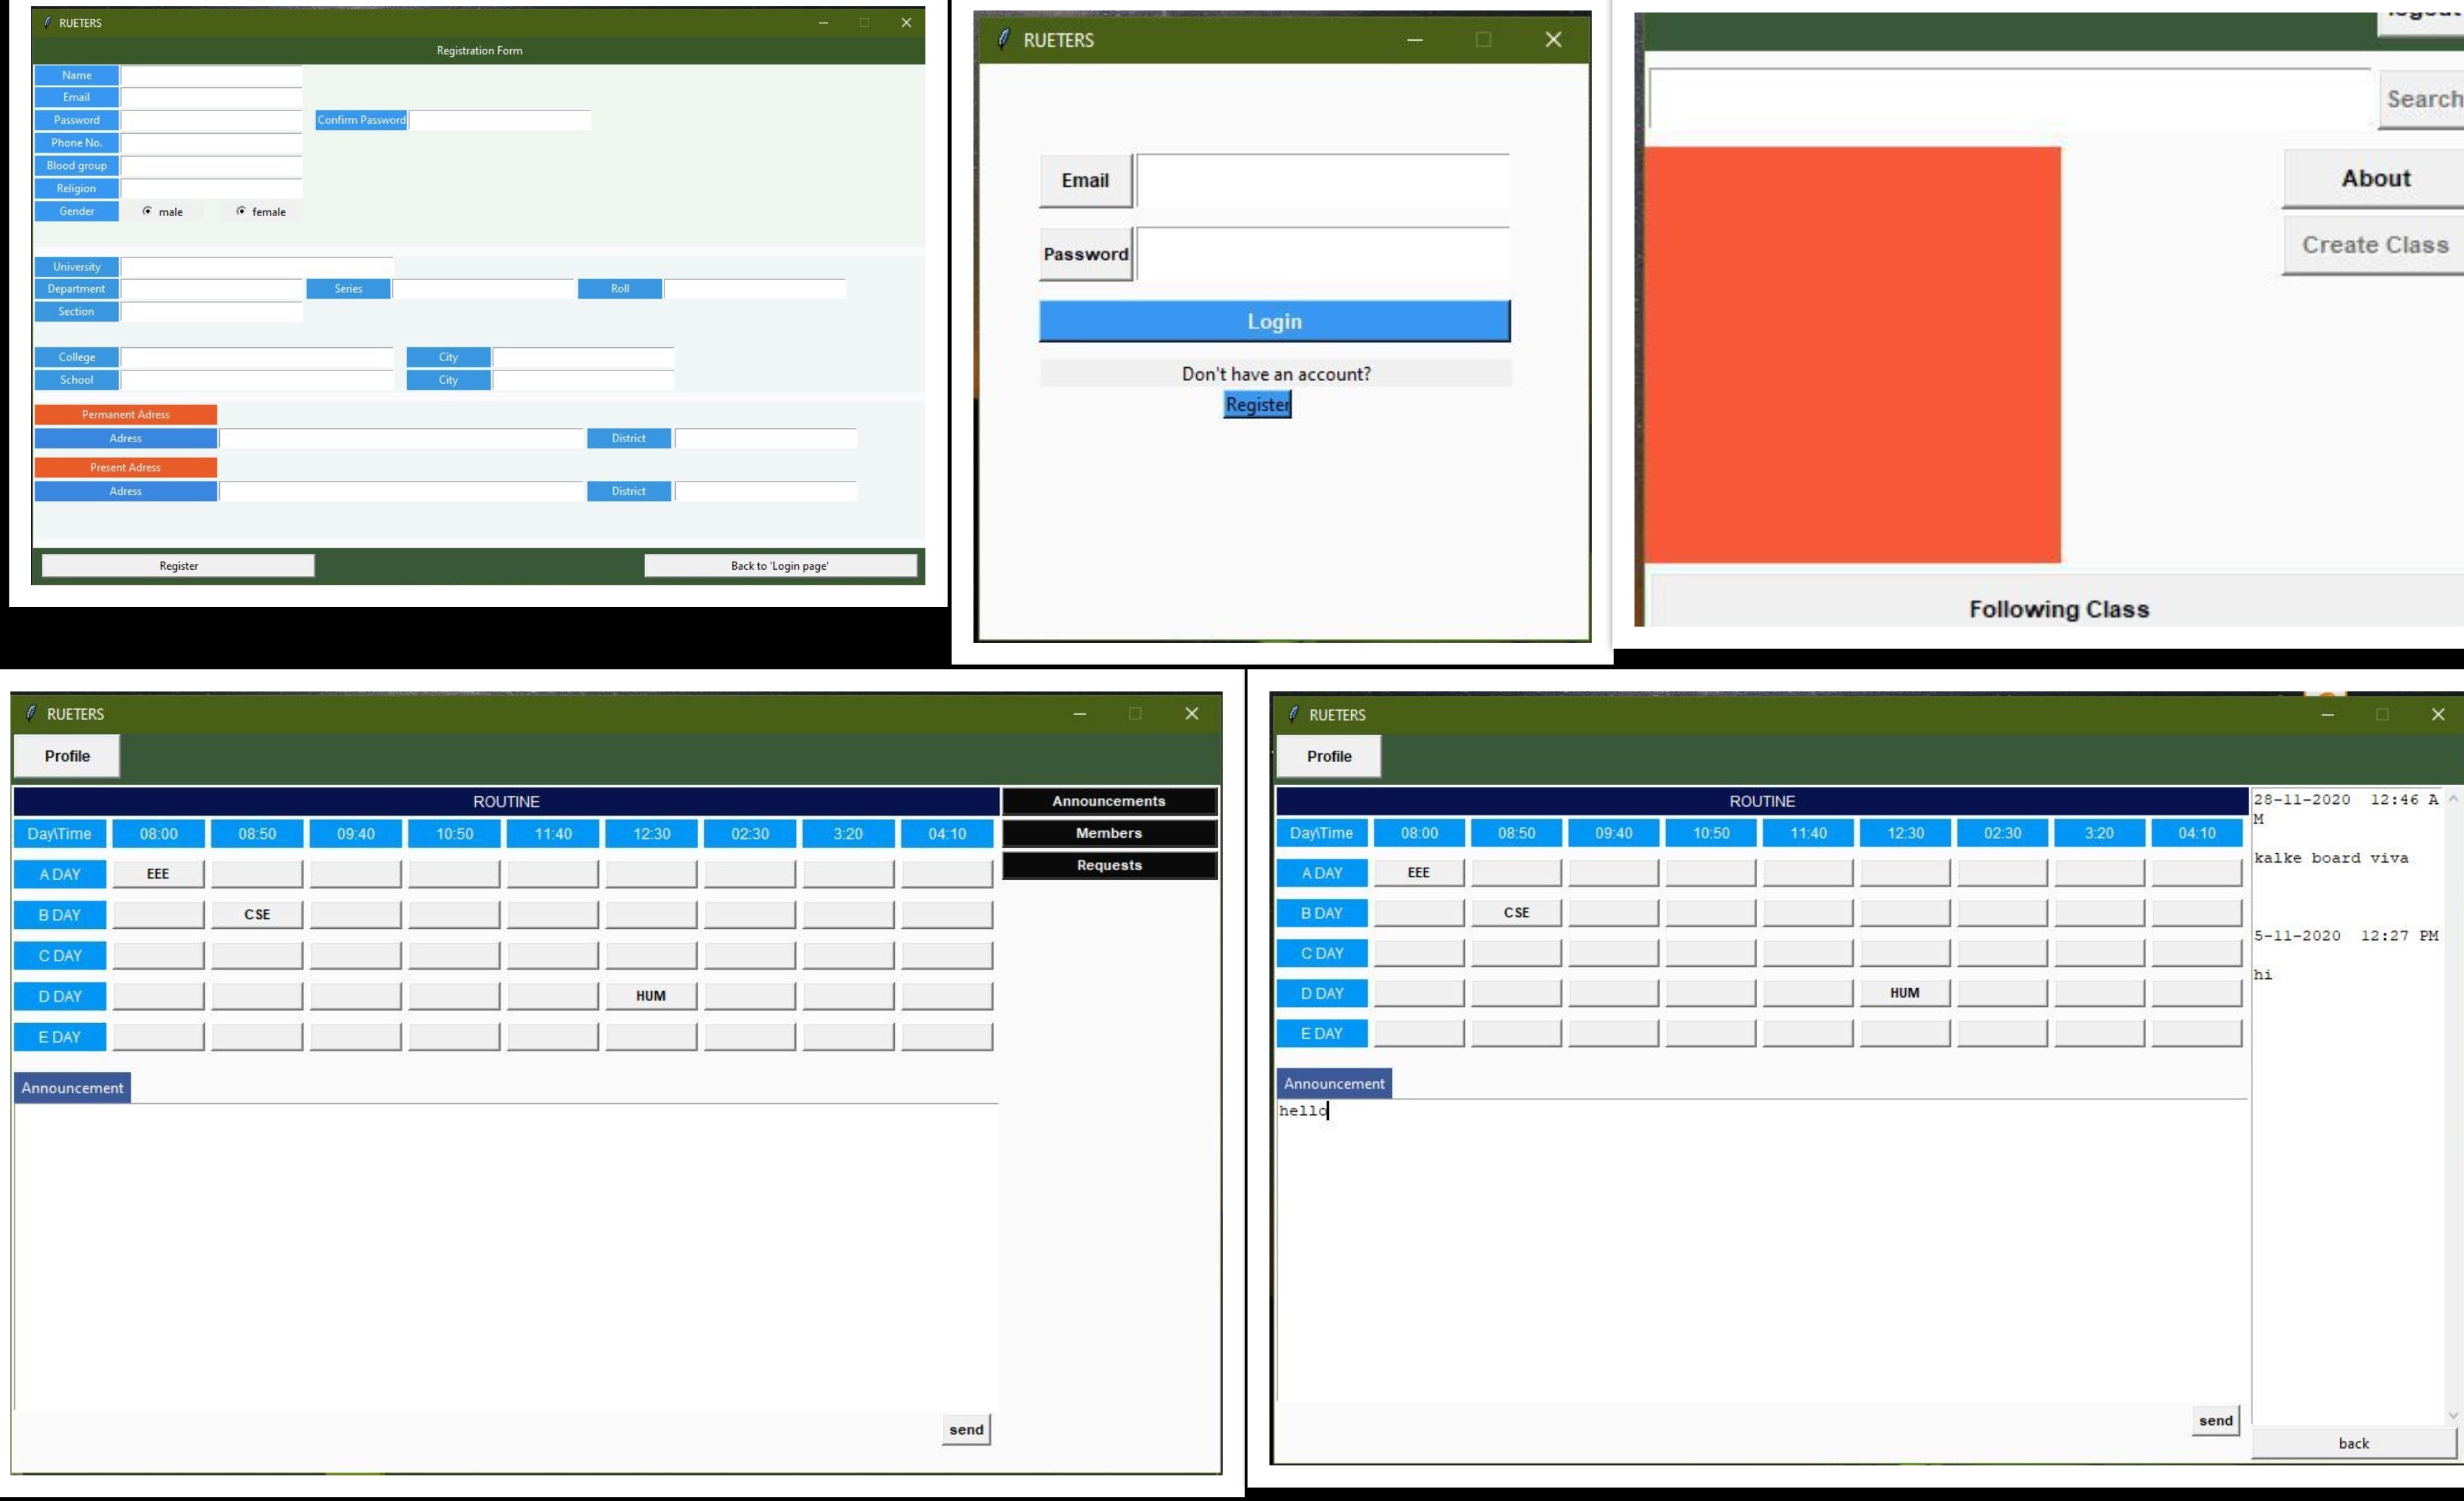 RUETERS
Registration Form
Name
Email
Password Confirm Password
Phone No.
Blood group
Religion
Gender male female
University
Department Series Roll
Section
College City
School City
Permanent Adress
Adress District
Present Adress
Adress District
Register Back to 'Login page'
RUETERS
Email
Password
Login
Don't have an account?
Register
logout
Search
About
Create Class
Following Class
RUETERS
Profile
ROUTINE Announcements
Day\Time 08:00 08:50 09:40 10:50 11:40 12:30 02:30 3:20 04:10 Members
Requests
A DAY EEE
B DAY CSE
C DAY
D DAY HUM
E DAY
Announcement
send
RUETERS
Profile
ROUTINE
Day\Time 08:00 08:50 09:40 10:50 11:40 12:30 02:30 3:20 04:10
A DAY EEE
B DAY CSE
C DAY
D DAY HUM
E DAY
Announcement
hello
send
28-11-2020 12:46 A
M
kalke board viva
5-11-2020 12:27 PM
hi
back